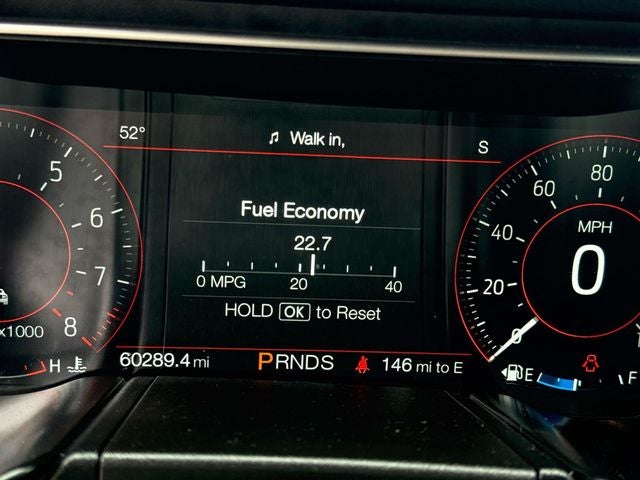 52°
♫ Walk in,
S
Fuel Economy
22.7
0 MPG 20 40
HOLD OK to Reset
60289.4 mi
PRNDS
146 mi to E
5
6
7
8
x1000
H
80
60
40
20
0
MPH
0
E
F